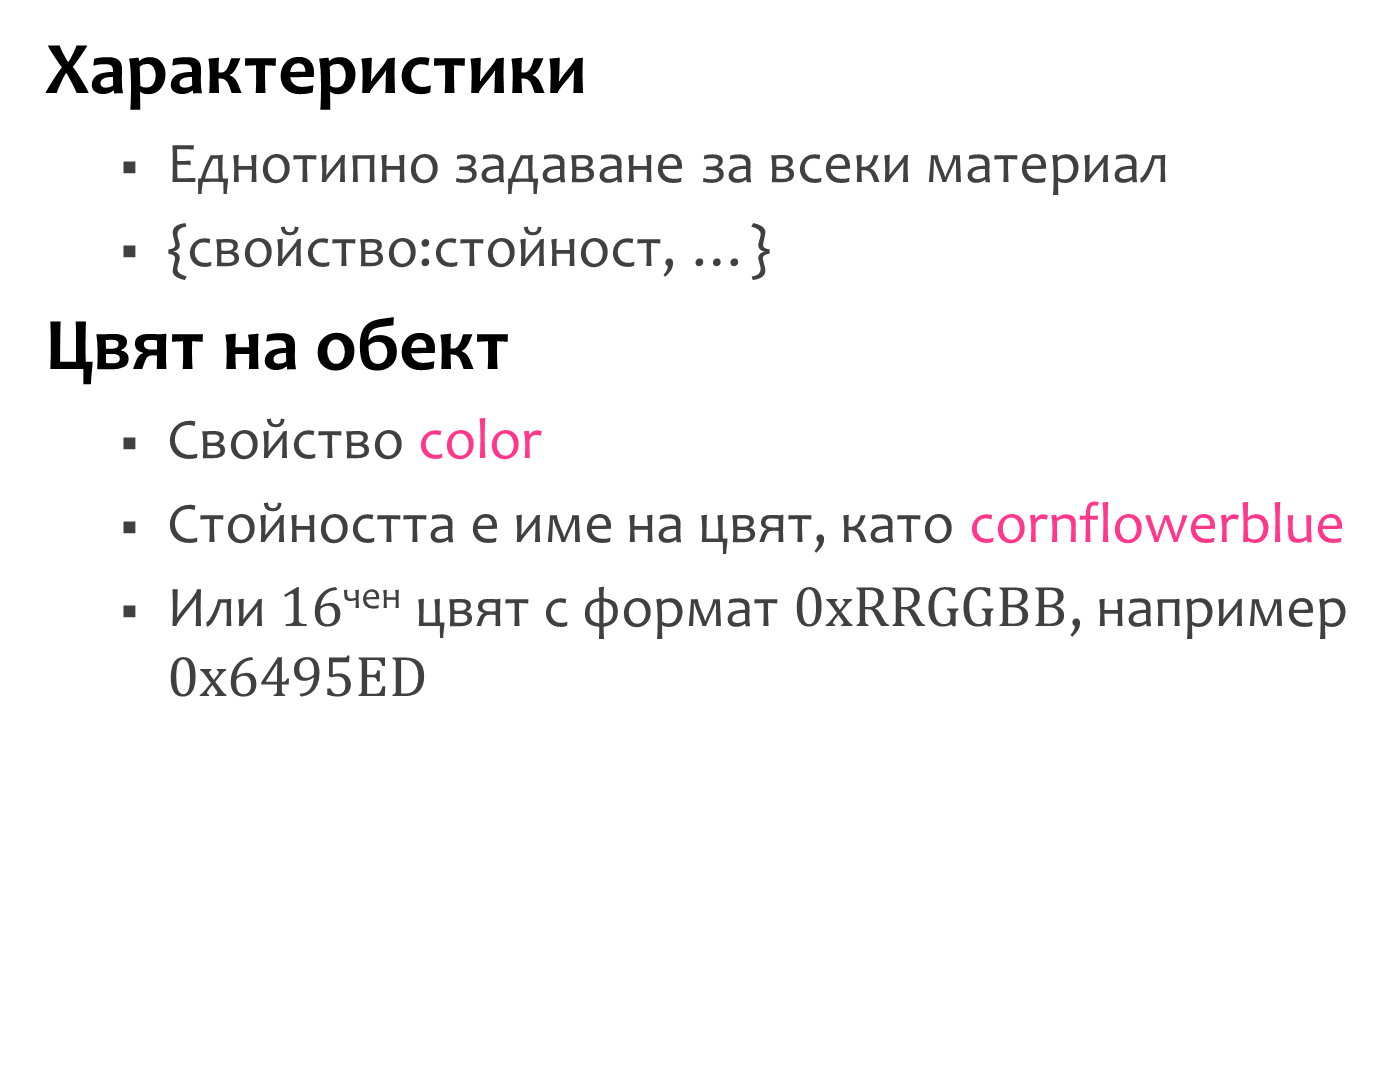 Характеристики
▪ Еднотипно задаване за всеки материал
▪ {свойство:стойност, … }
Цвят на обект
▪ Свойство color
▪ Стойността е име на цвят, като cornflowerblue
▪ Или 16чен цвят с формат 0xRRGGBB, например
0x6495ED